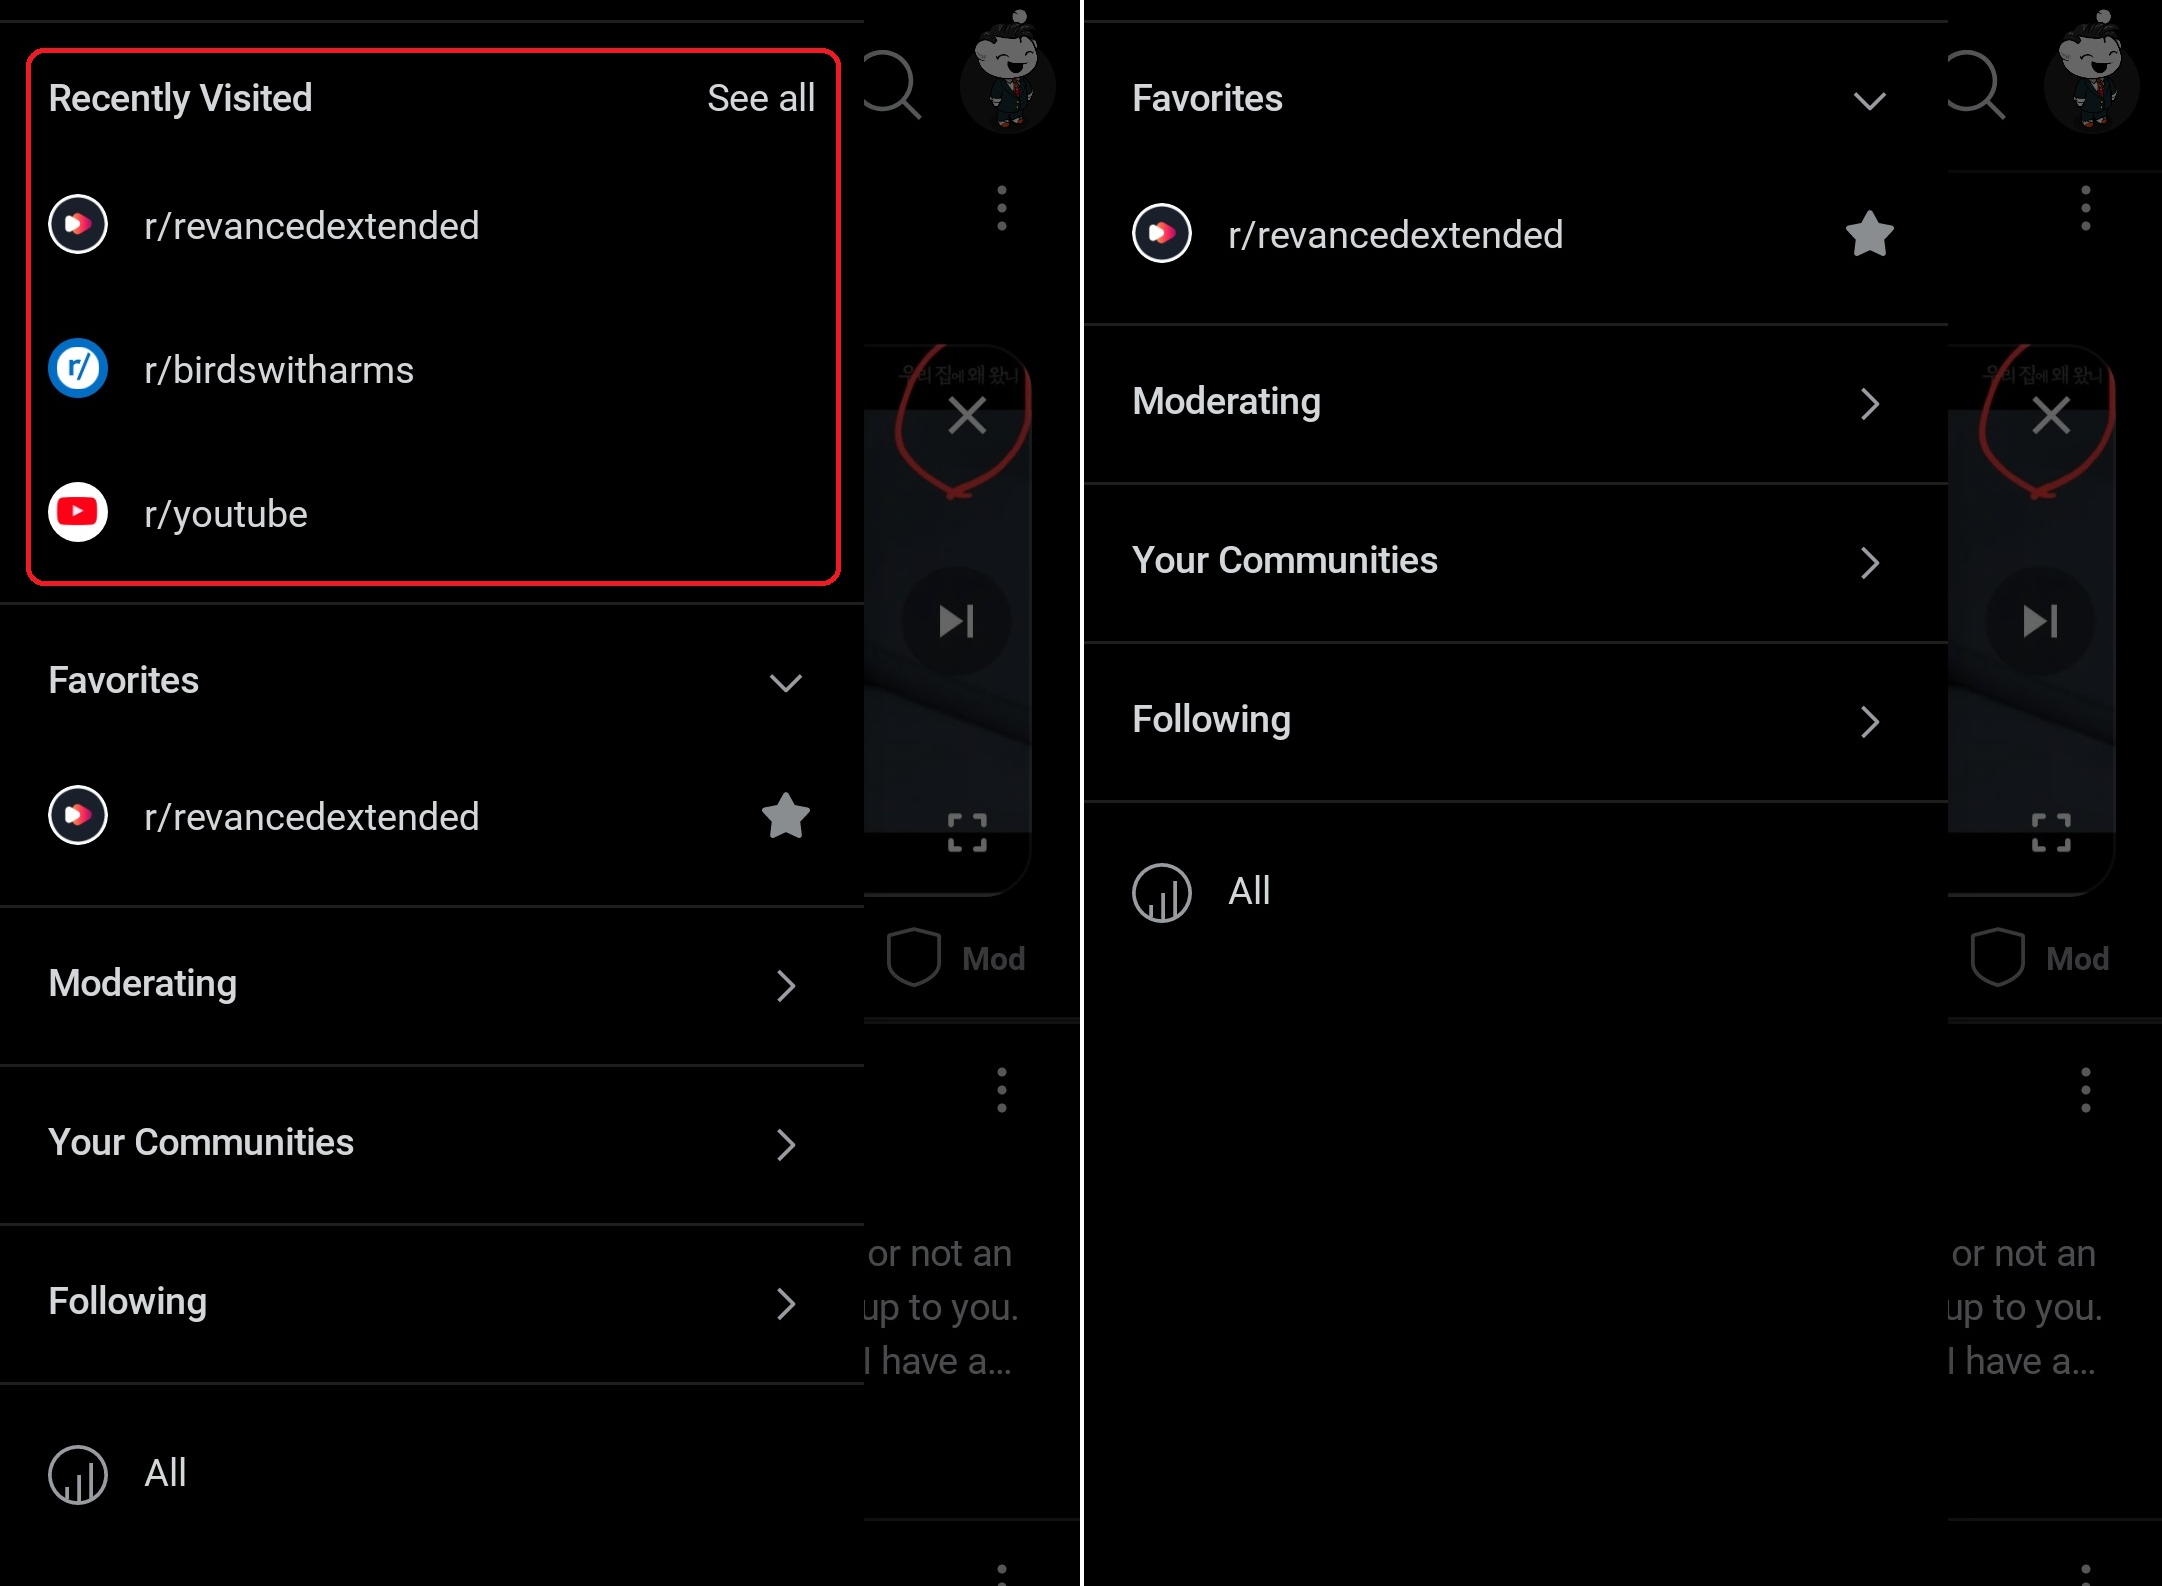 Recently Visited
See all
r/revancedextended
r/
r/birdswitharms
r/youtube
Favorites
r/revancedextended
Moderating
Your Communities
Following
All
우리집에왜왔니
Mod
or not an
up to you.
I have a...
Favorites
r/revancedextended
Moderating
Your Communities
Following
All
우리집에왜왔니
Mod
or not an
up to you.
I have a...